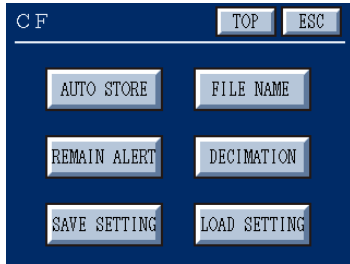 CF TOP ESC
AUTO STORE FILE NAME
REMAIN ALERT DECIMATION
SAVE SETTING LOAD SETTING